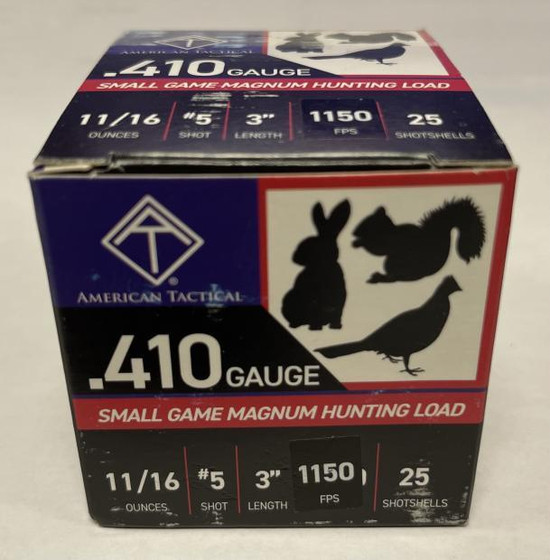 AMERICAN TACTICAL
.410 GAUGE
SMALL GAME MAGNUM HUNTING LOAD
11/16 #5 3” 1150 25
OUNCES SHOT LENGTH FPS SHOTSHELLS
AT
®
AMERICAN TACTICAL
.410 GAUGE
SMALL GAME MAGNUM HUNTING LOAD
11/16 #5 3” 1150 25
OUNCES SHOT LENGTH FPS SHOTSHELLS